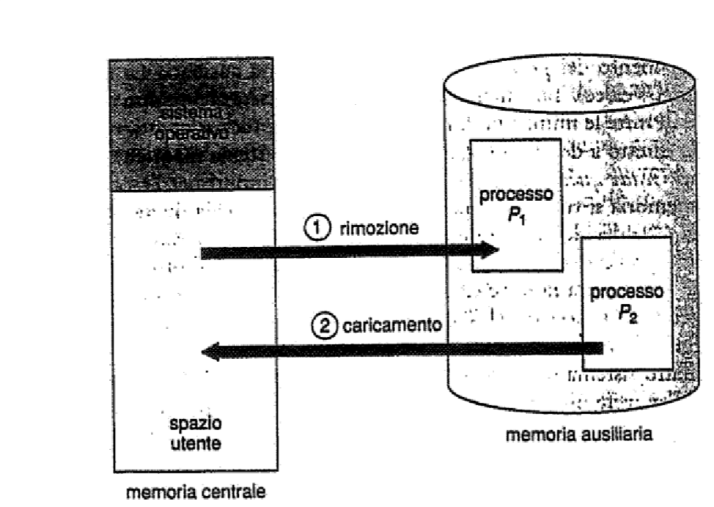 sistema
operativo
processo
P1
① rimozione
processo
P2
② caricamento
spazio
utente
memoria ausiliaria
memoria centrale